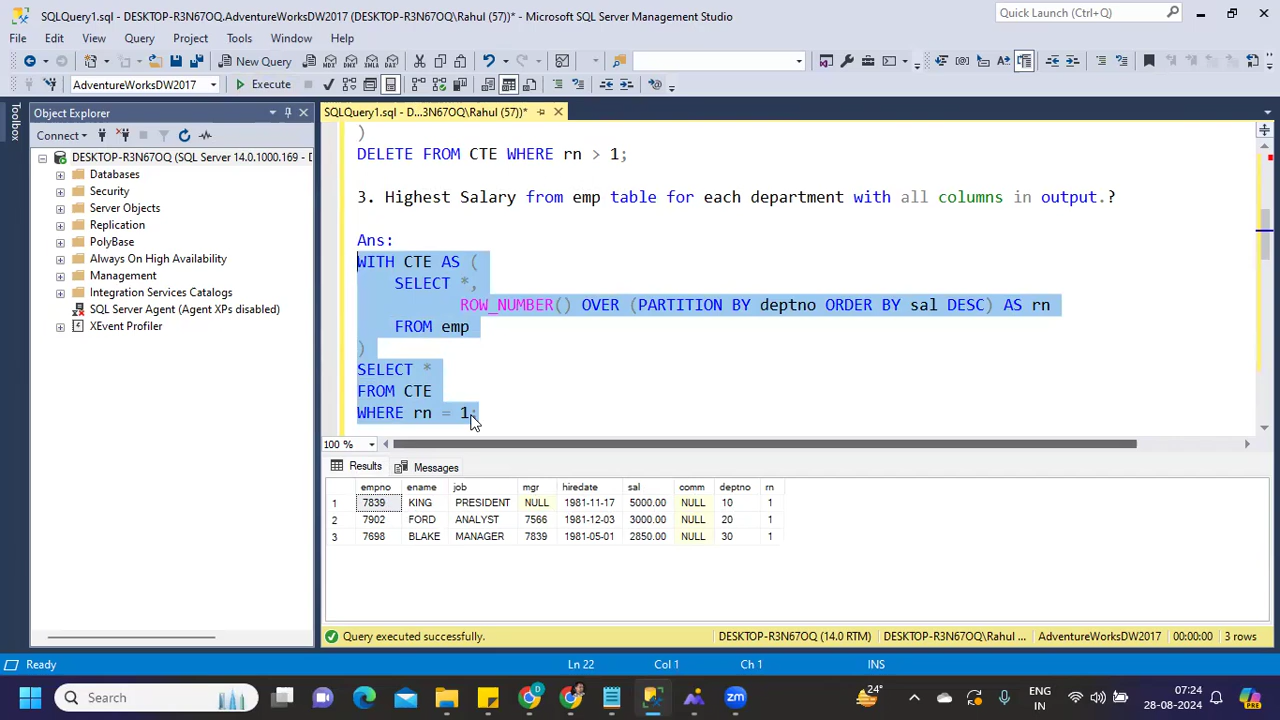 SQLQuery1.sql - DESKTOP-R3N67OQ.AdventureWorksDW2017 (DESKTOP-R3N67OQ\Rahul (57))* - Microsoft SQL Server Management Studio
Quick Launch (Ctrl+Q)
File Edit View Query Project Tools Window Help
New Query
AdventureWorksDW2017 Execute
Toolbox
Object Explorer
Connect
DESKTOP-R3N67OQ (SQL Server 14.0.1000.169 - D
Databases
Security
Server Objects
Replication
PolyBase
Always On High Availability
Management
Integration Services Catalogs
SQL Server Agent (Agent XPs disabled)
XEvent Profiler
SQLQuery1.sql - D...3N67OQ\Rahul (57))*
)
DELETE FROM CTE WHERE rn > 1;
3. Highest Salary from emp table for each department with all columns in output.?
Ans:
WITH CTE AS (
SELECT *,
ROW_NUMBER() OVER (PARTITION BY deptno ORDER BY sal DESC) AS rn
FROM emp
)
SELECT *
FROM CTE
WHERE rn = 1;
100 %
Results Messages
empno ename job mgr hiredate sal comm deptno rn
1 7839 KING PRESIDENT NULL 1981-11-17 5000.00 NULL 10 1
2 7902 FORD ANALYST 7566 1981-12-03 3000.00 NULL 20 1
3 7698 BLAKE MANAGER 7839 1981-05-01 2850.00 NULL 30 1
Query executed successfully. DESKTOP-R3N67OQ (14.0 RTM) DESKTOP-R3N67OQ\Rahul ... AdventureWorksDW2017 00:00:00 3 rows
Ready Ln 22 Col 1 Ch 1 INS
Search
zm
24°
ENG
IN
07:24
28-08-2024